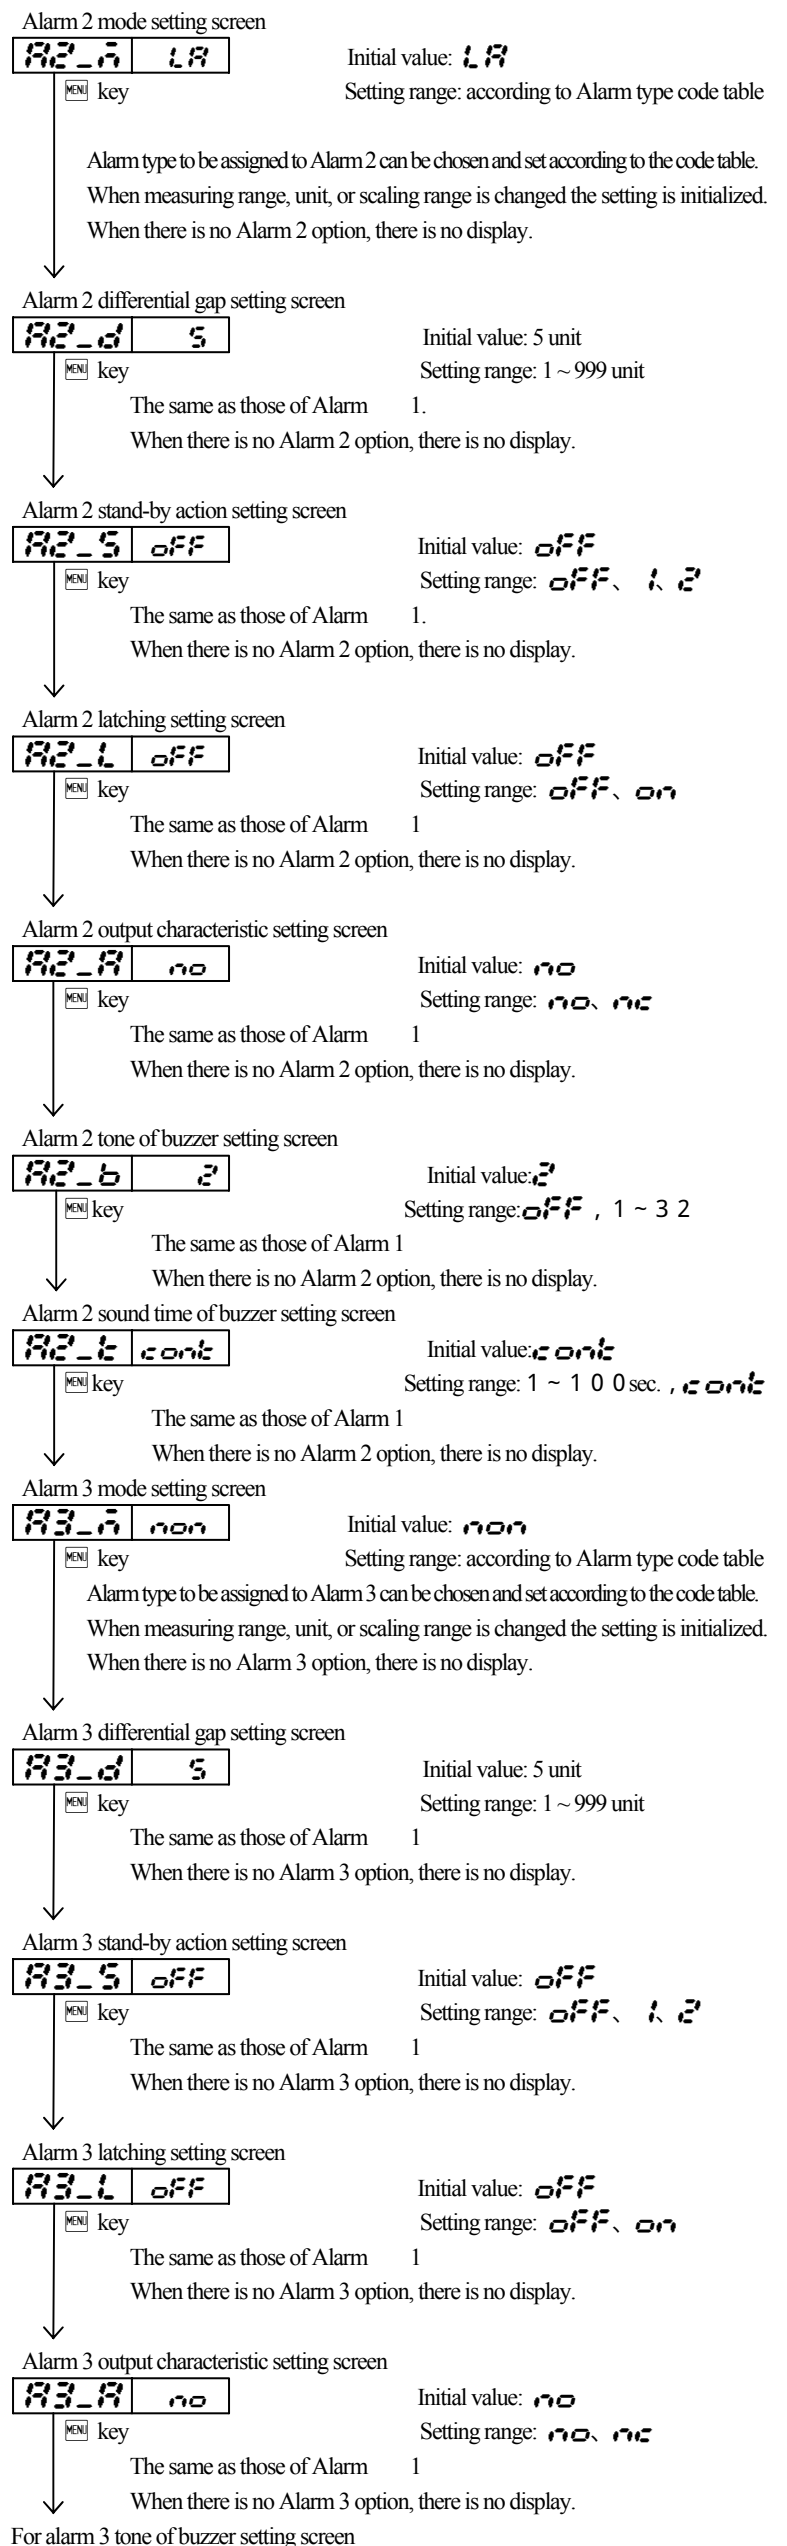 Alarm 2 mode setting screen
A2_ñ LA Initial value: LA
MENU key Setting range: according to Alarm type code table
Alarm type to be assigned to Alarm 2 can be chosen and set according to the code table.
When measuring range, unit, or scaling range is changed the setting is initialized.
When there is no Alarm 2 option, there is no display.
Alarm 2 differential gap setting screen
A2_d 5 Initial value: 5 unit
MENU key Setting range: 1 ~ 999 unit
The same as those of Alarm 1.
When there is no Alarm 2 option, there is no display.
Alarm 2 stand-by action setting screen
A2_S oFF Initial value: oFF
MENU key Setting range: oFF、 1、 2
The same as those of Alarm 1.
When there is no Alarm 2 option, there is no display.
Alarm 2 latching setting screen
A2_L oFF Initial value: oFF
MENU key Setting range: oFF、 on
The same as those of Alarm 1
When there is no Alarm 2 option, there is no display.
Alarm 2 output characteristic setting screen
A2_A no Initial value: no
MENU key Setting range: no、 nc
The same as those of Alarm 1
When there is no Alarm 2 option, there is no display.
Alarm 2 tone of buzzer setting screen
A2_b 2 Initial value:2
MENU key Setting range:oFF , 1 ~ 3 2
The same as those of Alarm 1
When there is no Alarm 2 option, there is no display.
Alarm 2 sound time of buzzer setting screen
A2_t cont Initial value:cont
MENU key Setting range: 1 ~ 1 0 0 sec. , cont
The same as those of Alarm 1
When there is no Alarm 2 option, there is no display.
Alarm 3 mode setting screen
A3_ñ non Initial value: non
MENU key Setting range: according to Alarm type code table
Alarm type to be assigned to Alarm 3 can be chosen and set according to the code table.
When measuring range, unit, or scaling range is changed the setting is initialized.
When there is no Alarm 3 option, there is no display.
Alarm 3 differential gap setting screen
A3_d 5 Initial value: 5 unit
MENU key Setting range: 1 ~ 999 unit
The same as those of Alarm 1
When there is no Alarm 3 option, there is no display.
Alarm 3 stand-by action setting screen
A3_S oFF Initial value: oFF
MENU key Setting range: oFF、 1、 2
The same as those of Alarm 1
When there is no Alarm 3 option, there is no display.
Alarm 3 latching setting screen
A3_L oFF Initial value: oFF
MENU key Setting range: oFF、 on
The same as those of Alarm 1
When there is no Alarm 3 option, there is no display.
Alarm 3 output characteristic setting screen
A3_A no Initial value: no
MENU key Setting range: no、 nc
The same as those of Alarm 1
When there is no Alarm 3 option, there is no display.
For alarm 3 tone of buzzer setting screen